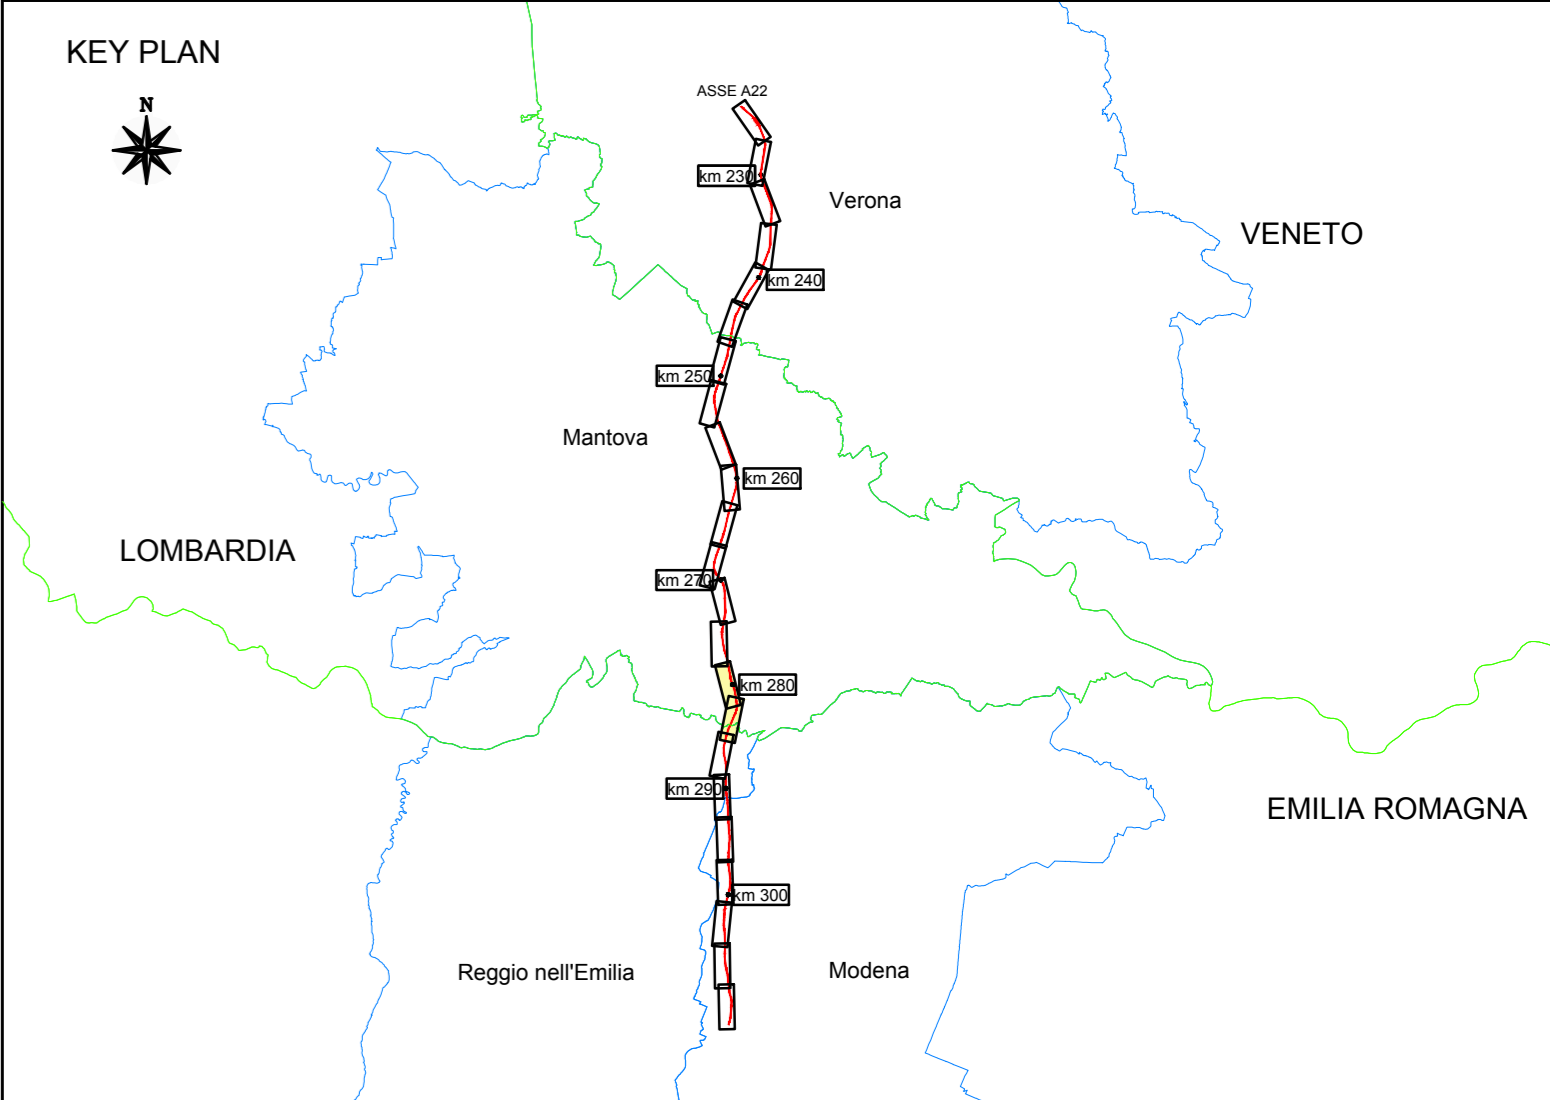 KEY PLAN
N
ASSE A22
km 230
Verona
VENETO
km 240
km 250
Mantova
km 260
LOMBARDIA
km 270
km 280
km 290
EMILIA ROMAGNA
km 300
Reggio nell'Emilia
Modena